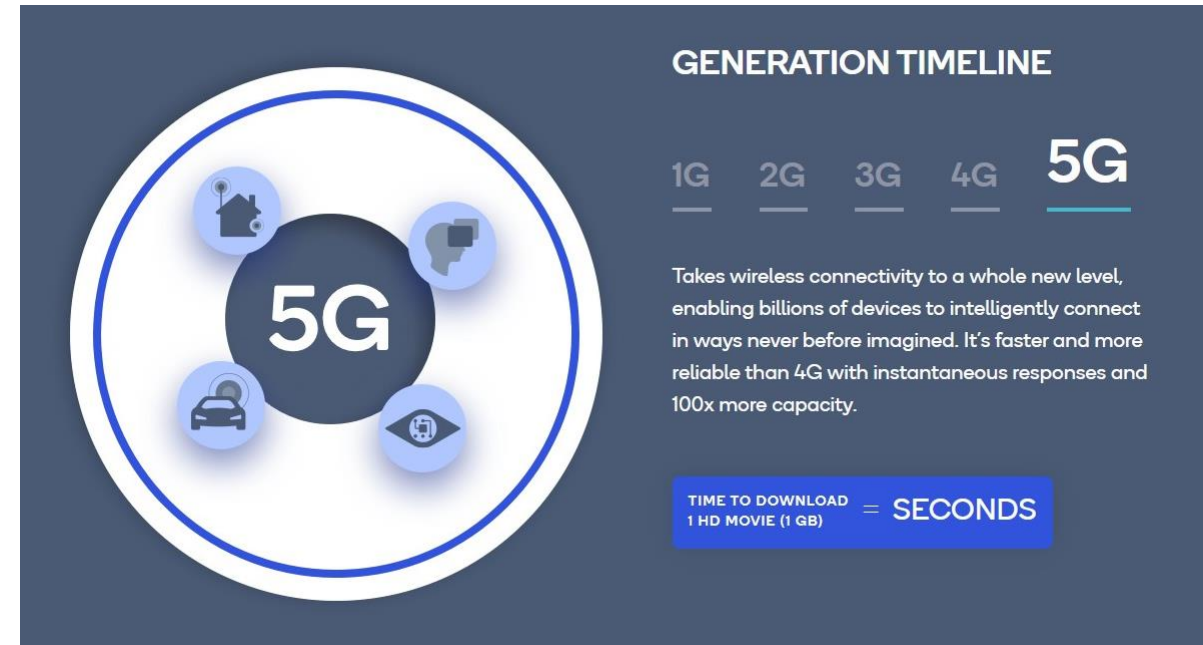 GENERATION TIMELINE
1G 2G 3G 4G 5G
5G
Takes wireless connectivity to a whole new level,
enabling billions of devices to intelligently connect
in ways never before imagined. It's faster and more
reliable than 4G with instantaneous responses and
100x more capacity.
TIME TO DOWNLOAD
1 HD MOVIE (1 GB)
= SECONDS